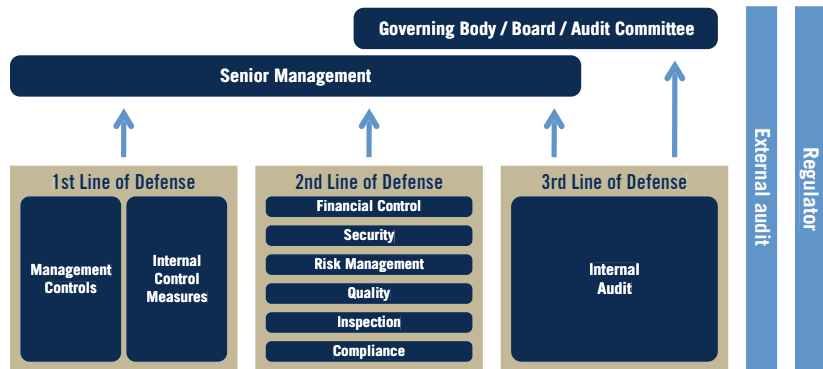 Governing Body / Board / Audit Committee
Senior Management
1st Line of Defense
Management
Controls
Internal
Control
Measures
2nd Line of Defense
Financial Control
Security
Risk Management
Quality
Inspection
Compliance
3rd Line of Defense
Internal
Audit
External audit
Regulator